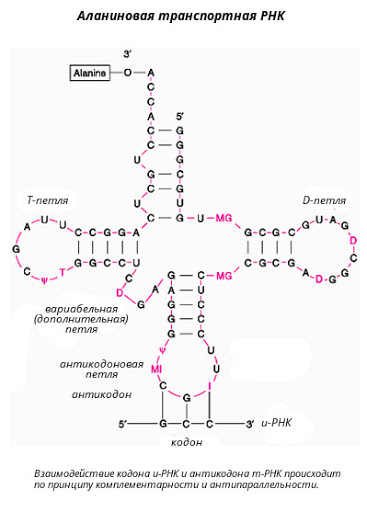 Аланиновая транспортная РНК
3'
Alanine O A
C
C
A
C
C
U
G
C
U
C
5'
G
G
G
C
G
U
G
Т-петля
D-петля
U MG
G C G C G U A G
D
C
G
G
A D
G C G C G A
MG
A U U C C G G A
G
C Ψ T G G C C U
C
D
G
A
G C
A U
G C
G C
G C
вариабельная
(дополнительная)
петля
Ψ U
антикодоновая
петля
MI U
антикодон
C G I
5' G C C 3' и-РНК
кодон
Взаимодействие кодона и-РНК и антикодона т-РНК происходит
по принципу комплементарности и антипараллельности.